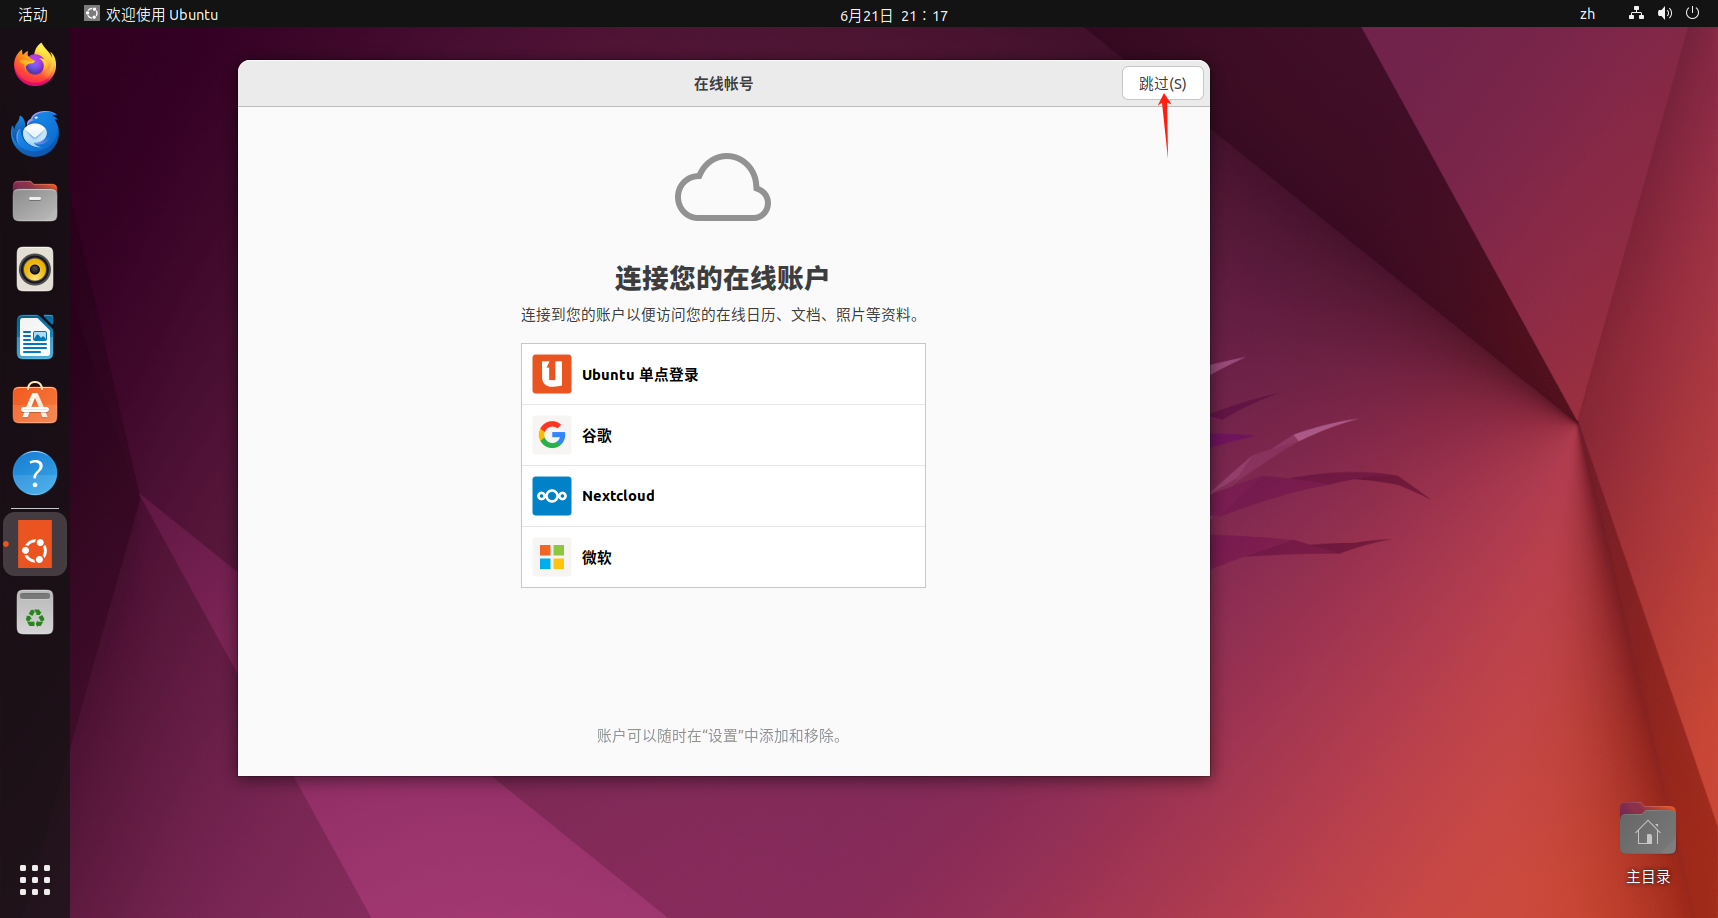 活动
欢迎使用 Ubuntu
6月21日 21：17
zh
在线帐号
跳过(S)
连接您的在线账户
连接到您的账户以便访问您的在线日历、文档、照片等资料。
Ubuntu 单点登录
谷歌
Nextcloud
微软
账户可以随时在“设置”中添加和移除。
主目录